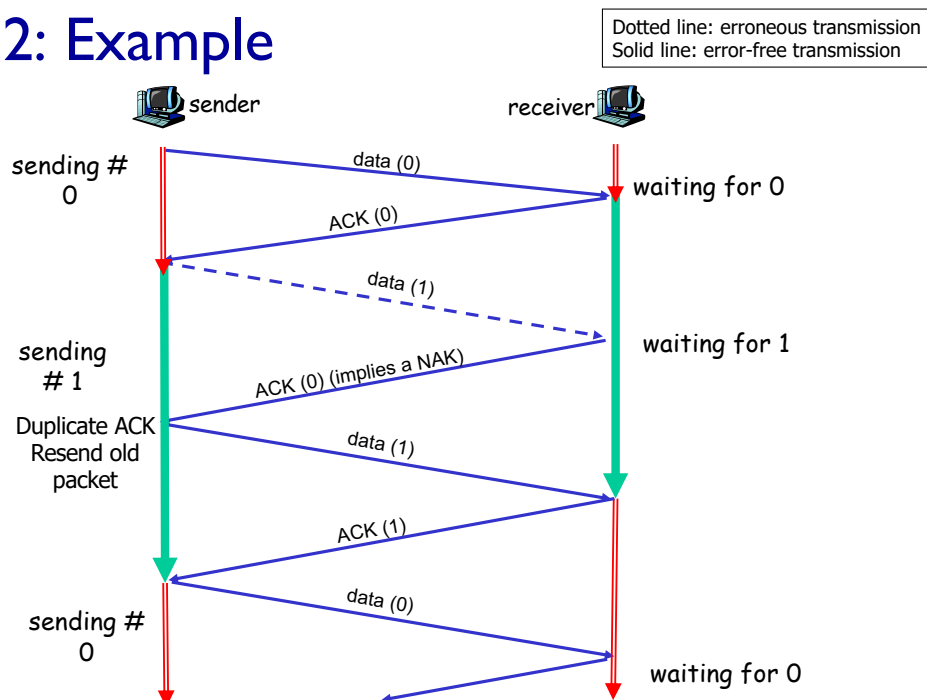 2: Example
Dotted line: erroneous transmission
Solid line: error-free transmission
sender
receiver
sending #
0
data (0)
waiting for 0
ACK (0)
data (1)
waiting for 1
sending
# 1
ACK (0) (implies a NAK)
Duplicate ACK
Resend old
packet
data (1)
ACK (1)
data (0)
sending #
0
waiting for 0